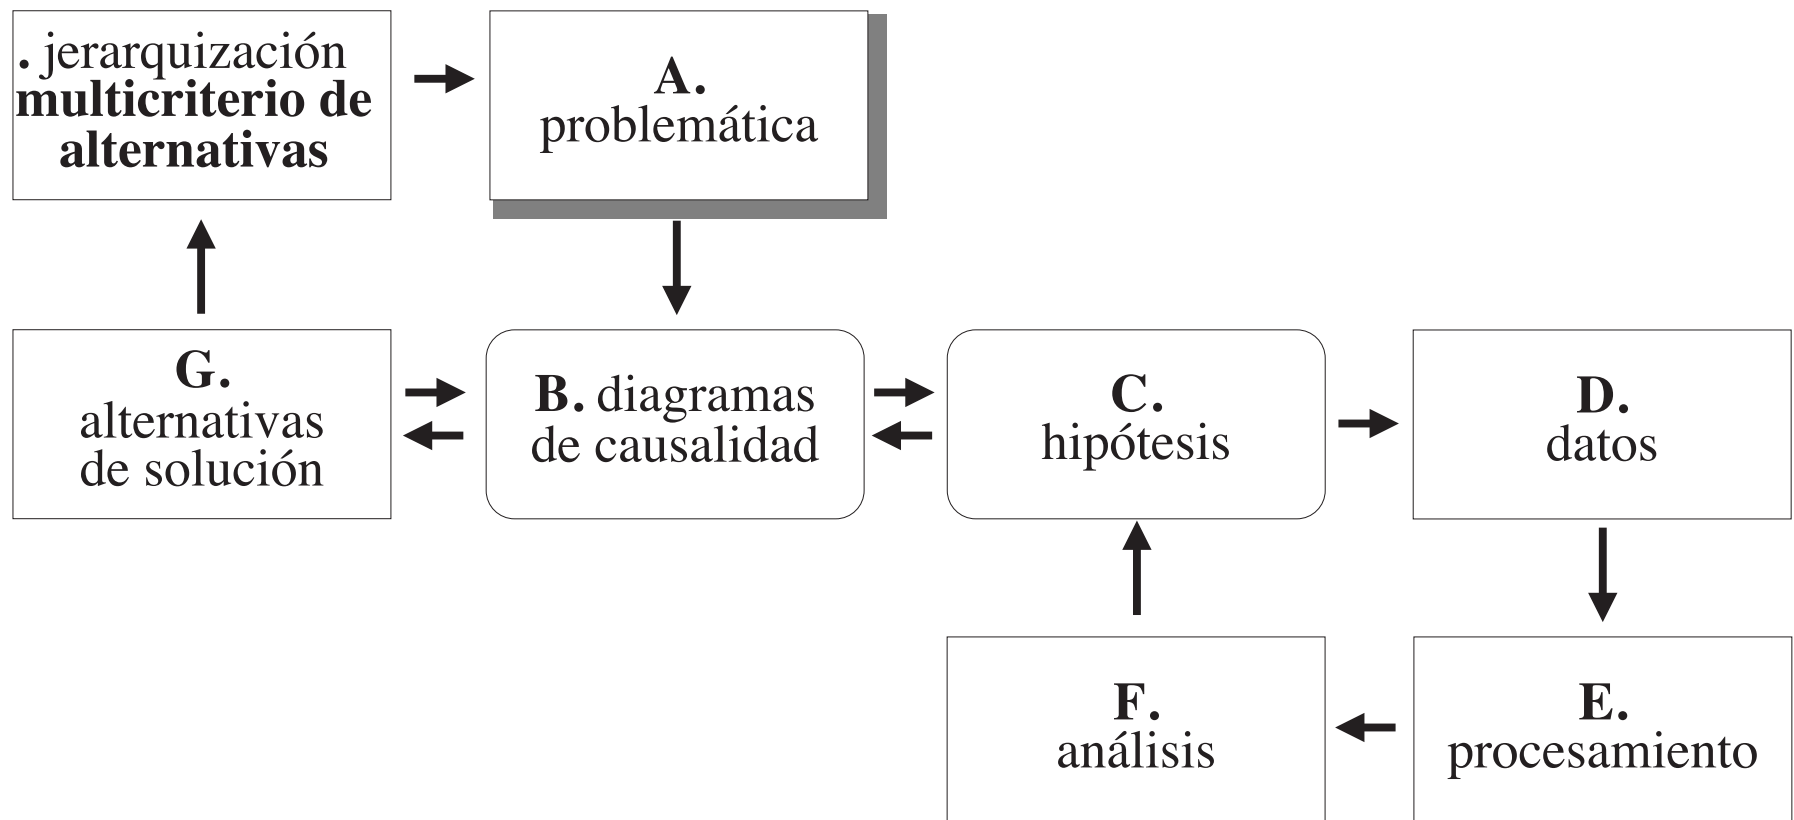 . jerarquización
multicriterio de
alternativas
A.
problemática
G.
alternativas
de solución
B. diagramas
de causalidad
C.
hipótesis
D.
datos
F.
análisis
E.
procesamiento